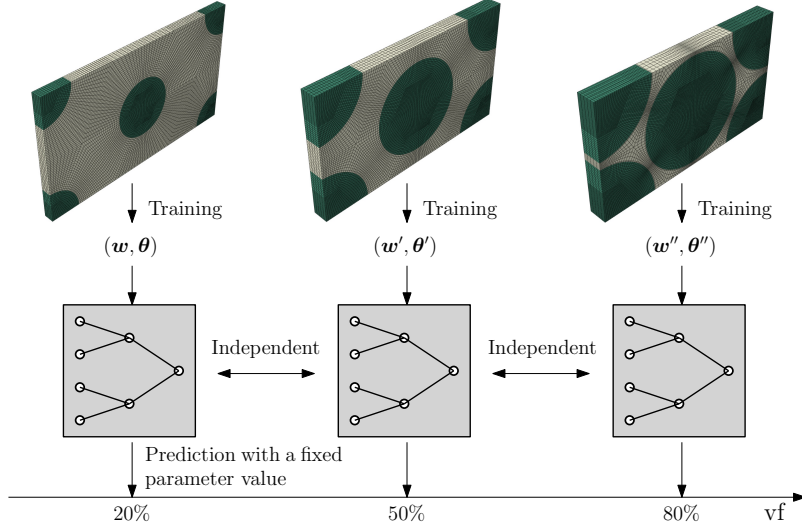 Training
Training
Training
(w, θ)
(w′, θ′)
(w″, θ″)
Independent
Independent
Prediction with a fixed
parameter value
20%
50%
80%
vf